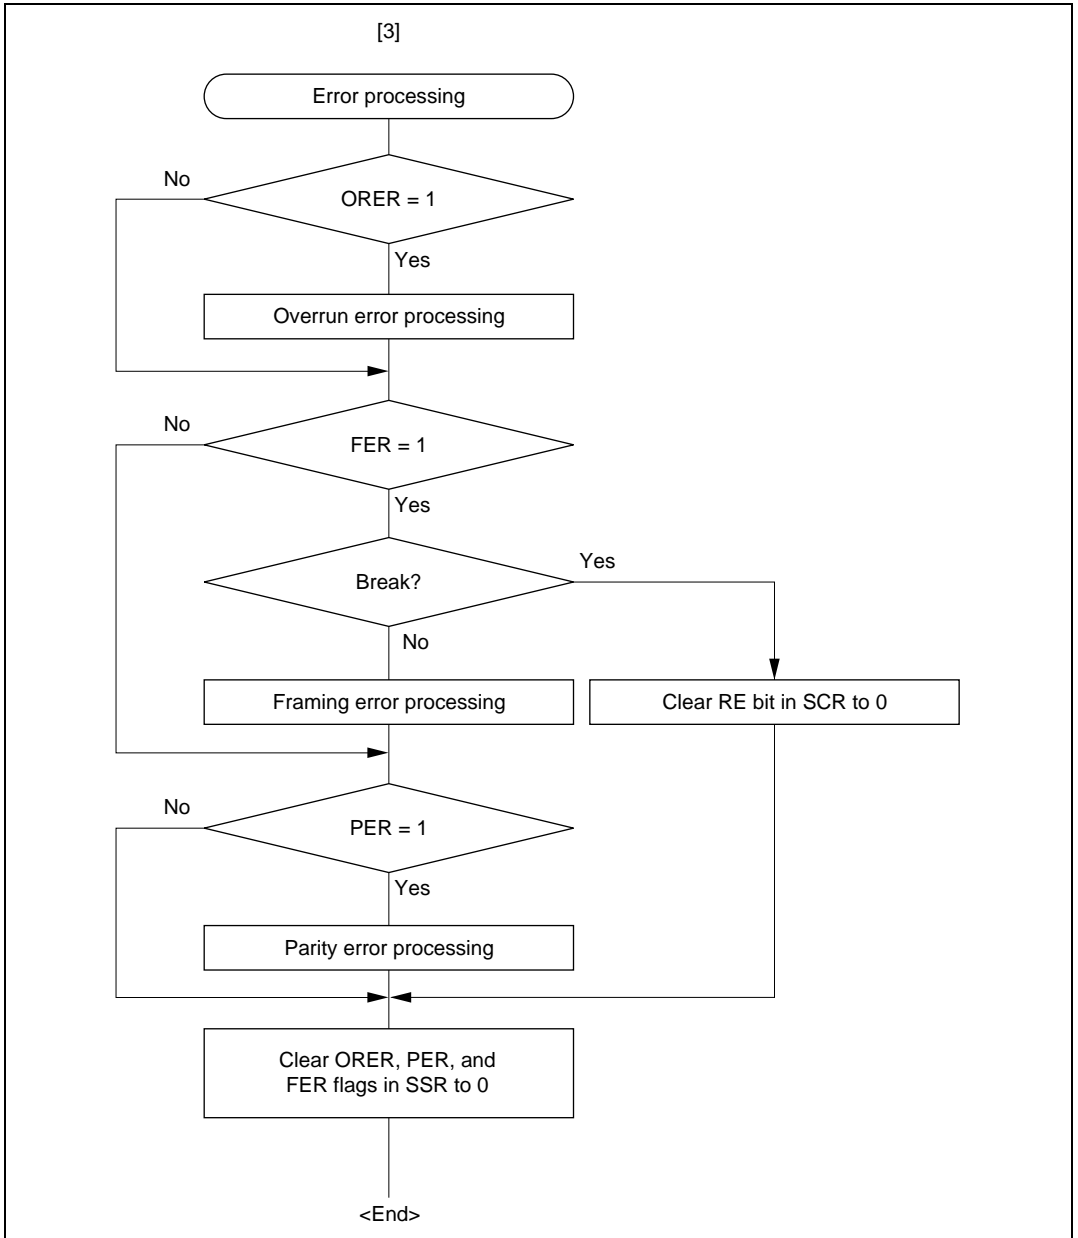 [3]
Error processing
No
ORER = 1
Yes
Overrun error processing
No
FER = 1
Yes
Yes
Break?
No
Framing error processing
Clear RE bit in SCR to 0
No
PER = 1
Yes
Parity error processing
Clear ORER, PER, and
FER flags in SSR to 0
<End>